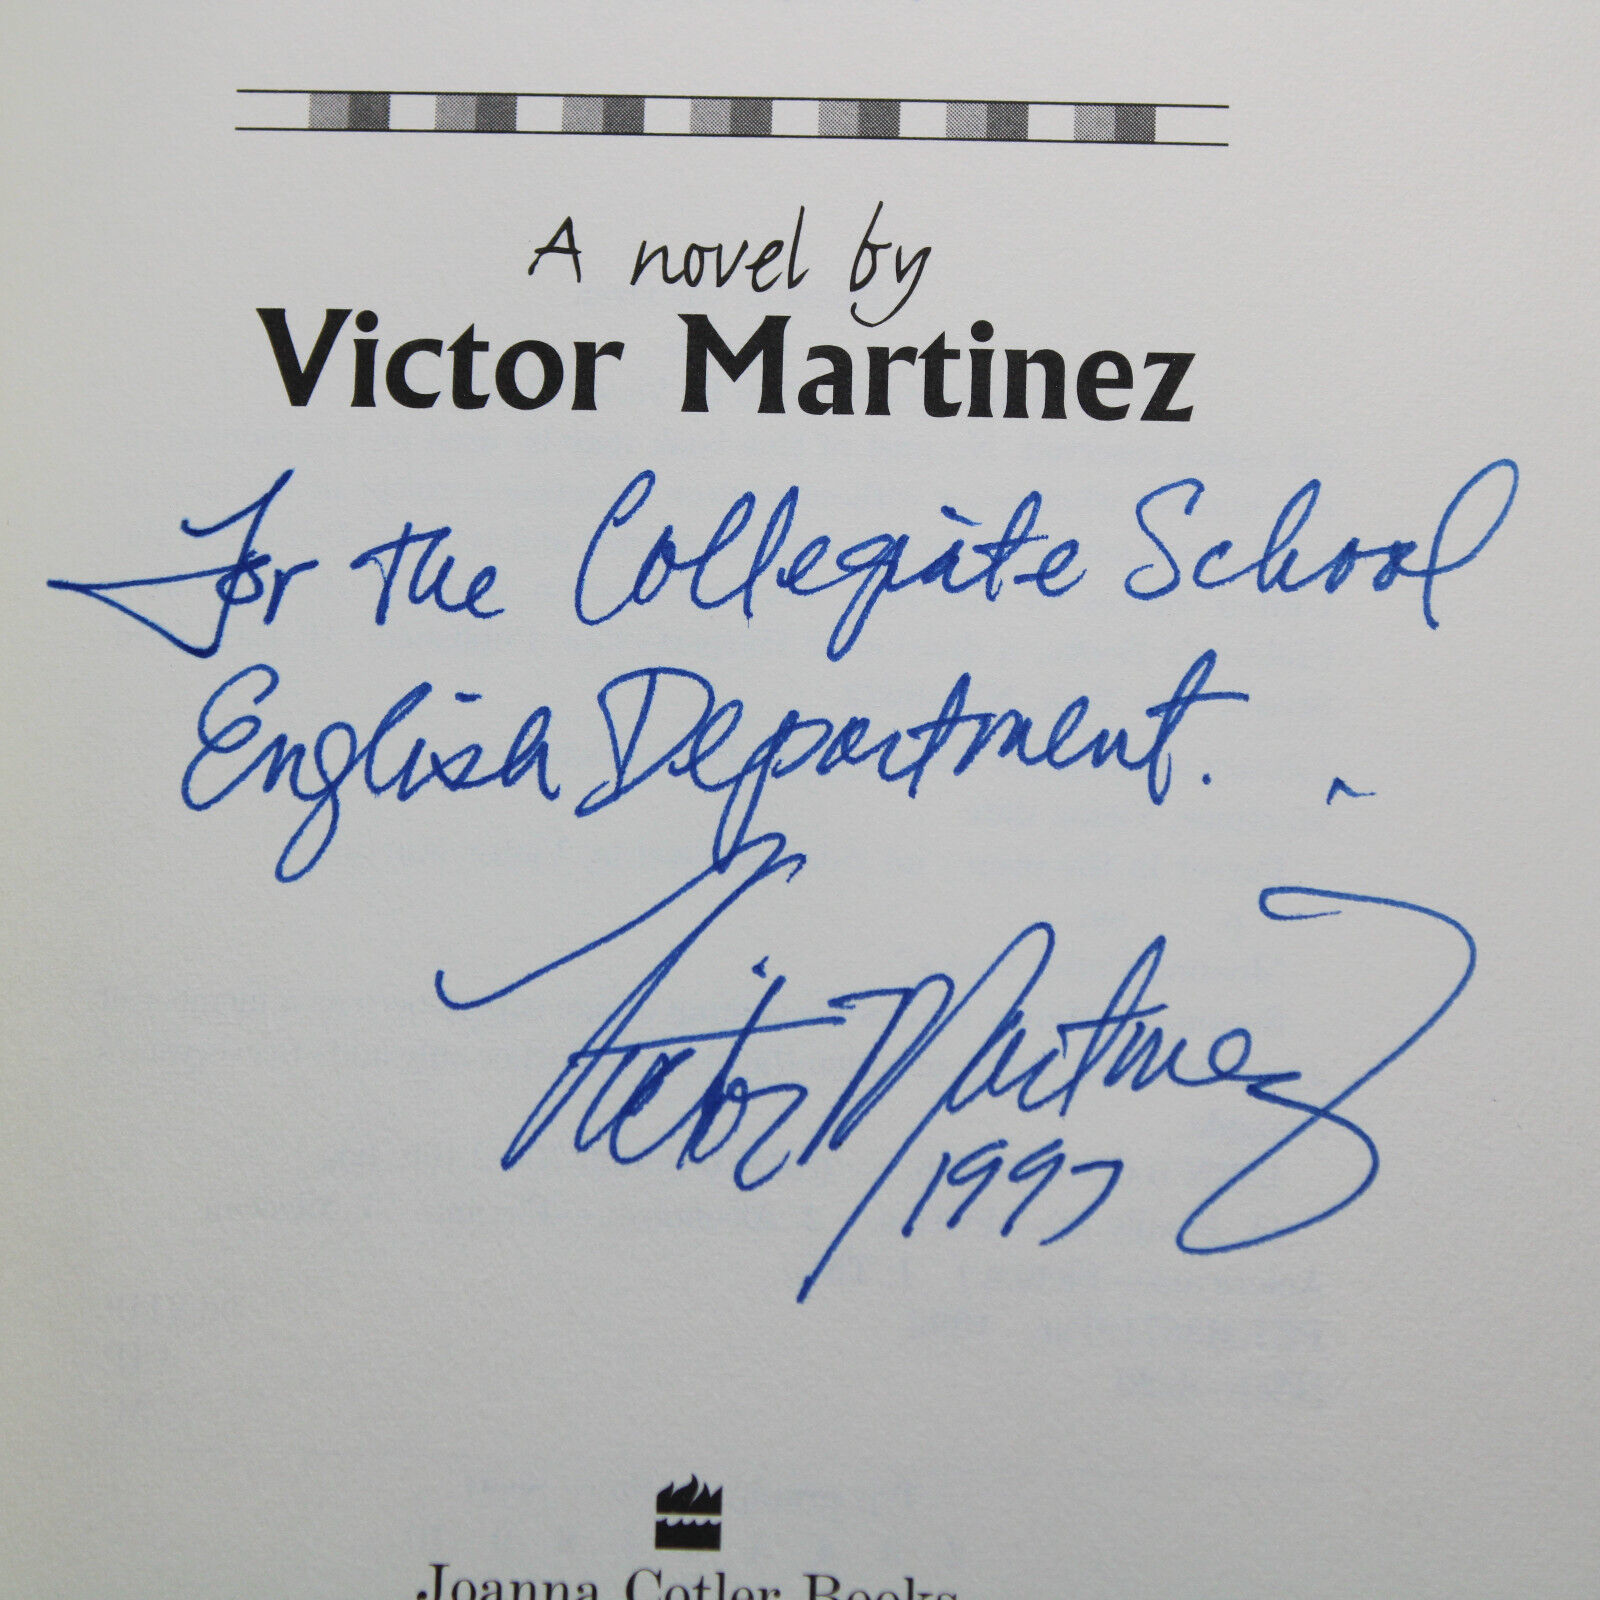 A novel by
Victor Martinez
For the Collegiate School
English Department.
Victor Martinez
1997
Joanna Cotler Books